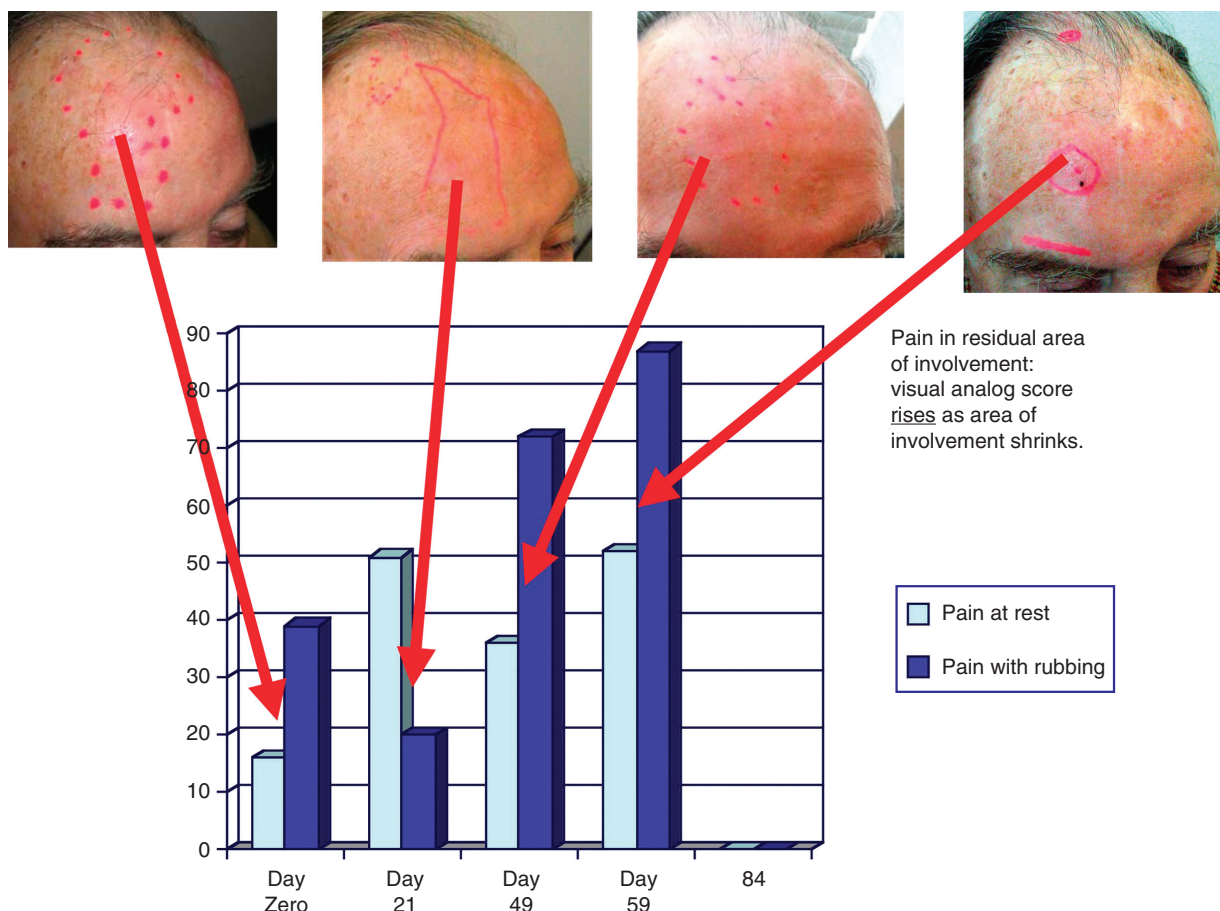 Pain in residual area
of involvement:
visual analog score
rises as area of
involvement shrinks.
90
80
70
60
50
40
30
20
10
0
Pain at rest
Pain with rubbing
Day
Zero
Day
21
Day
49
Day
59
84